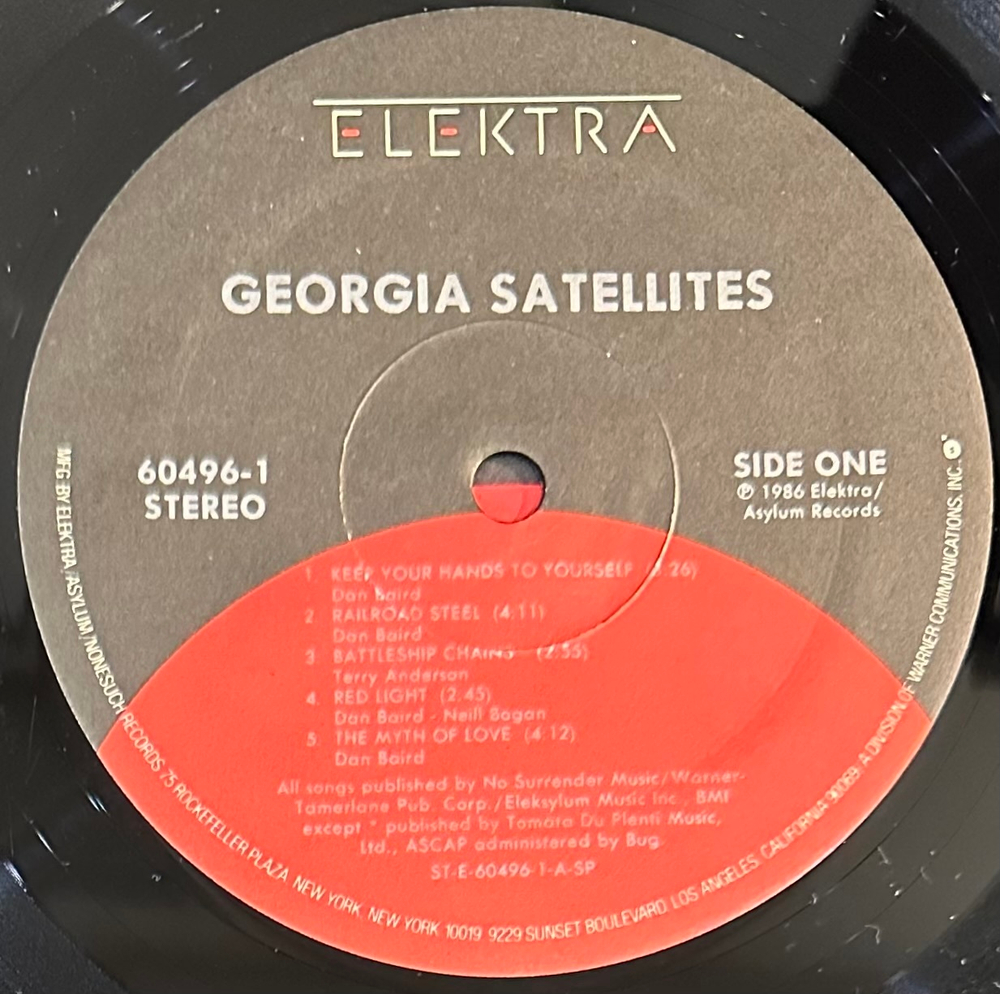 ELEKTRA
GEORGIA SATELLITES
60496-1
STEREO
SIDE ONE
℗ 1986 Elektra/
Asylum Records
1. KEEP YOUR HANDS TO YOURSELF (3:26)
Dan Baird
2. RAILROAD STEEL (4:11)
Dan Baird
3. BATTLESHIP CHAINS (2:55)
Terry Anderson
4. RED LIGHT (2:45)
Dan Baird - Neill Bogan
5. THE MYTH OF LOVE (4:12)
Dan Baird
All songs published by No Surrender Music/Warner-
Tamerlane Pub. Corp./Eleksylum Music Inc., BMI
except * published by Tomata Du Plenti Music,
Ltd., ASCAP administered by Bug.
ST-E-60496-1-A-SP
MFG. BY ELEKTRA/ASYLUM/NONESUCH RECORDS 75 ROCKEFELLER PLAZA, NEW YORK, NEW YORK 10019 9229 SUNSET BOULEVARD, LOS ANGELES, CALIFORNIA 90069. A DIVISION OF WARNER COMMUNICATIONS, INC.